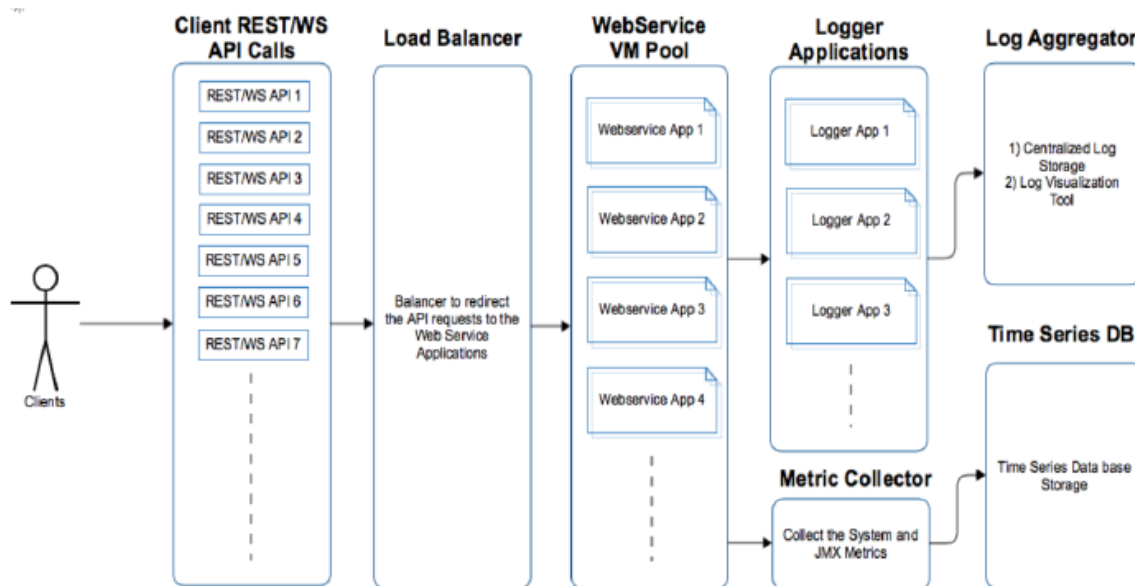 Client REST/WS
API Calls
REST/WS API 1
REST/WS API 2
REST/WS API 3
REST/WS API 4
REST/WS API 5
REST/WS API 6
REST/WS API 7
Clients
Load Balancer
Balancer to redirect
the API requests to the
Web Service
Applications
WebService
VM Pool
Webservice App 1
Webservice App 2
Webservice App 3
Webservice App 4
Logger
Applications
Logger App 1
Logger App 2
Logger App 3
Metric Collector
Collect the System and
JMX Metrics
Log Aggregator
1) Centralized Log
Storage
2) Log Visualization
Tool
Time Series DB
Time Series Data base
Storage